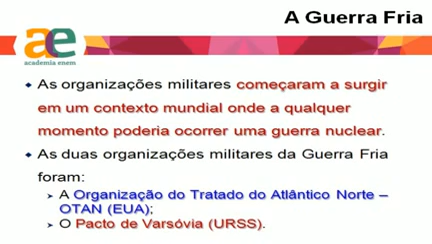 A Guerra Fria
ae
academia enem
As organizações militares começaram a surgir
em um contexto mundial onde a qualquer
momento poderia ocorrer uma guerra nuclear.
As duas organizações militares da Guerra Fria
foram:
A Organização do Tratado do Atlântico Norte –
OTAN (EUA);
O Pacto de Varsóvia (URSS).